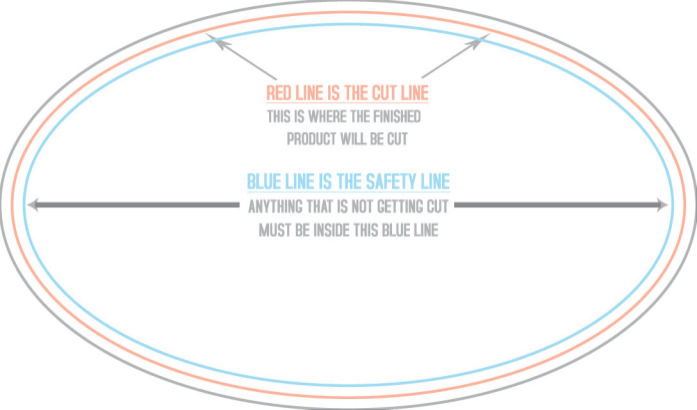 RED LINE IS THE CUT LINE
THIS IS WHERE THE FINISHED
PRODUCT WILL BE CUT
BLUE LINE IS THE SAFETY LINE
ANYTHING THAT IS NOT GETTING CUT
MUST BE INSIDE THIS BLUE LINE